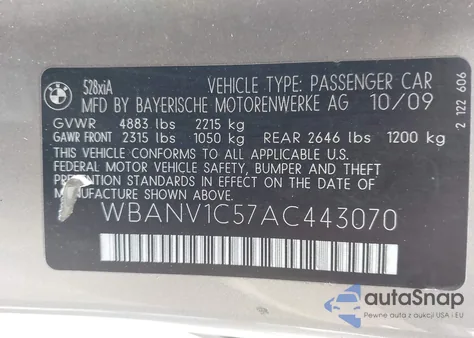 BMW
528xiA VEHICLE TYPE: PASSENGER CAR
MFD BY BAYERISCHE MOTORENWERKE AG 10/09
GVWR 4883 lbs 2215 kg
GAWR FRONT 2315 lbs 1050 kg REAR 2646 lbs 1200 kg
THIS VEHICLE CONFORMS TO ALL APPLICABLE U.S.
FEDERAL MOTOR VEHICLE SAFETY, BUMPER AND THEFT
PREVENTION STANDARDS IN EFFECT ON THE DATE OF
MANUFACTURE SHOWN ABOVE.
WBANV1C57AC443070
2 122 606
autoSnap
Pewne auta z aukcji USA i EU